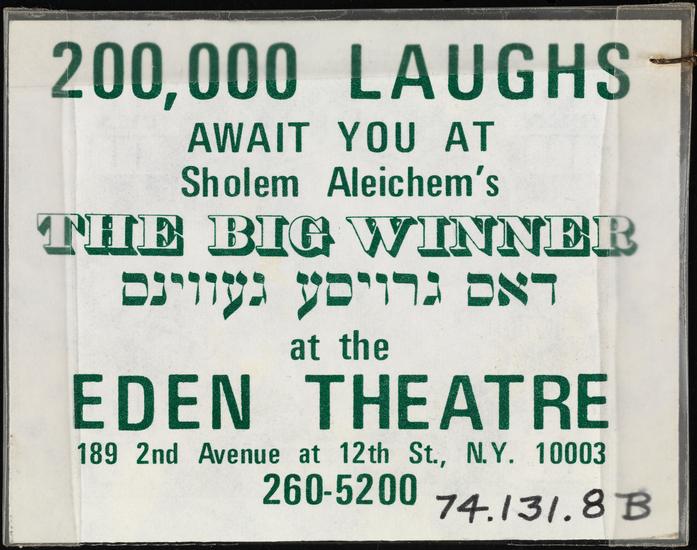 200,000 LAUGHS
AWAIT YOU AT
Sholem Aleichem's
THE BIG WINNER
דאס גרויסע געווינס
at the
EDEN THEATRE
189 2nd Avenue at 12th St., N.Y. 10003
260-5200
74.131.8 B